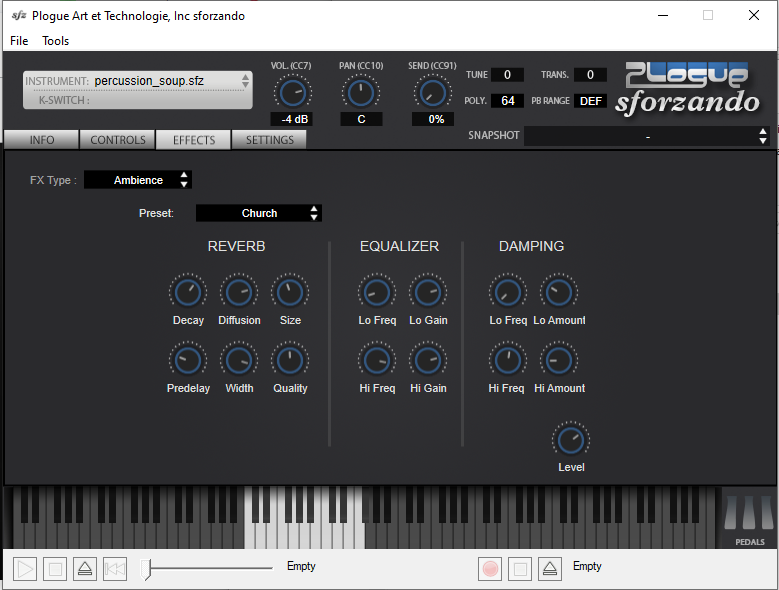 sfz Plogue Art et Technologie, Inc sforzando
File Tools
INSTRUMENT: percussion_soup.sfz
K-SWITCH :
VOL. (CC7) PAN (CC10) SEND (CC91)
-4 dB C 0%
TUNE 0 TRANS. 0
POLY. 64 PB RANGE DEF
Plogue
sforzando
INFO CONTROLS EFFECTS SETTINGS
SNAPSHOT -
FX Type : Ambience
Preset: Church
REVERB EQUALIZER DAMPING
Decay Diffusion Size Lo Freq Lo Gain Lo Freq Lo Amount
Predelay Width Quality Hi Freq Hi Gain Hi Freq Hi Amount
Level
PEDALS
Empty Empty